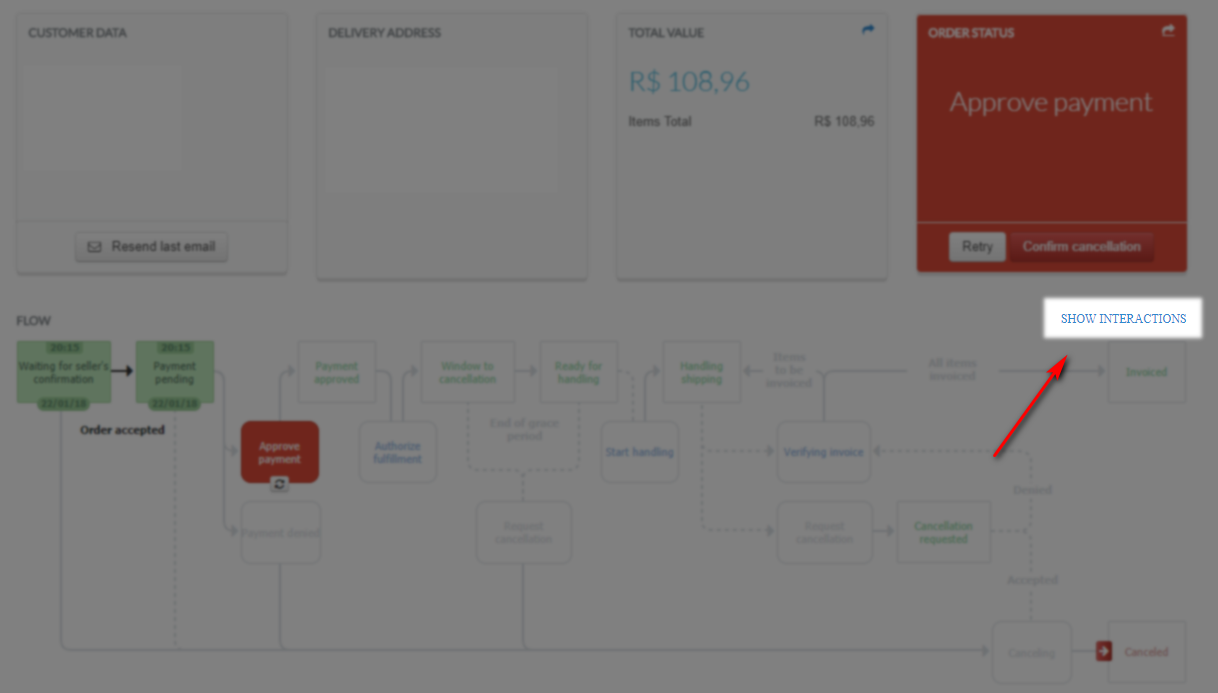 CUSTOMER DATA
DELIVERY ADDRESS
TOTAL VALUE
ORDER STATUS
R$ 108,96
Items Total
R$ 108,96
Approve payment
Resend last email
Retry
Confirm cancellation
FLOW
SHOW INTERACTIONS
20:15
Waiting for seller's
confirmation
22/01/18
20:15
Payment
pending
22/01/18
Order accepted
Payment
approved
Window to
cancellation
Ready for
handling
Handling
shipping
Items
to be
invoiced
All items
invoiced
Invoiced
Approve
payment
Authorize
fulfillment
End of grace
period
Start handling
Verifying invoice
Denied
Payment denied
Request
cancellation
Request
cancellation
Cancellation
requested
Accepted
Canceling
Canceled